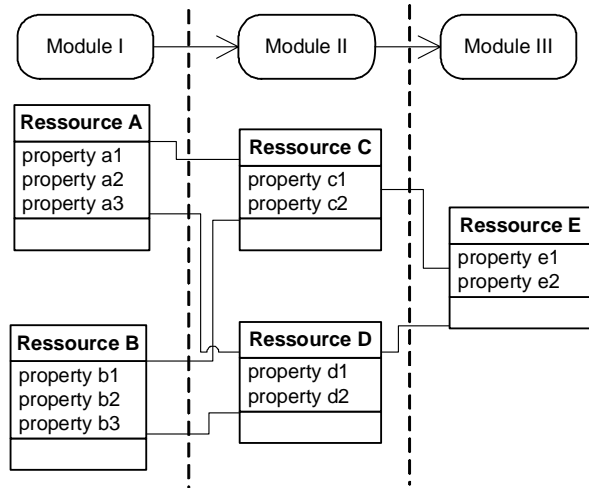 Module I
Module II
Module III
Ressource A
property a1
property a2
property a3
Ressource B
property b1
property b2
property b3
Ressource C
property c1
property c2
Ressource D
property d1
property d2
Ressource E
property e1
property e2